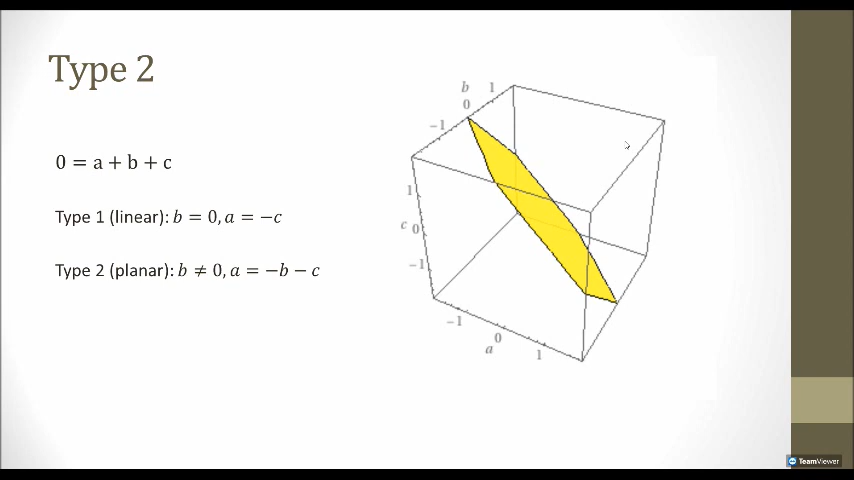 Type 2
0 = a + b + c
Type 1 (linear): b = 0, a = −c
Type 2 (planar): b ≠ 0, a = −b − c
b
1
0
−1
1
c 0
−1
−1
0
1
a
TeamViewer